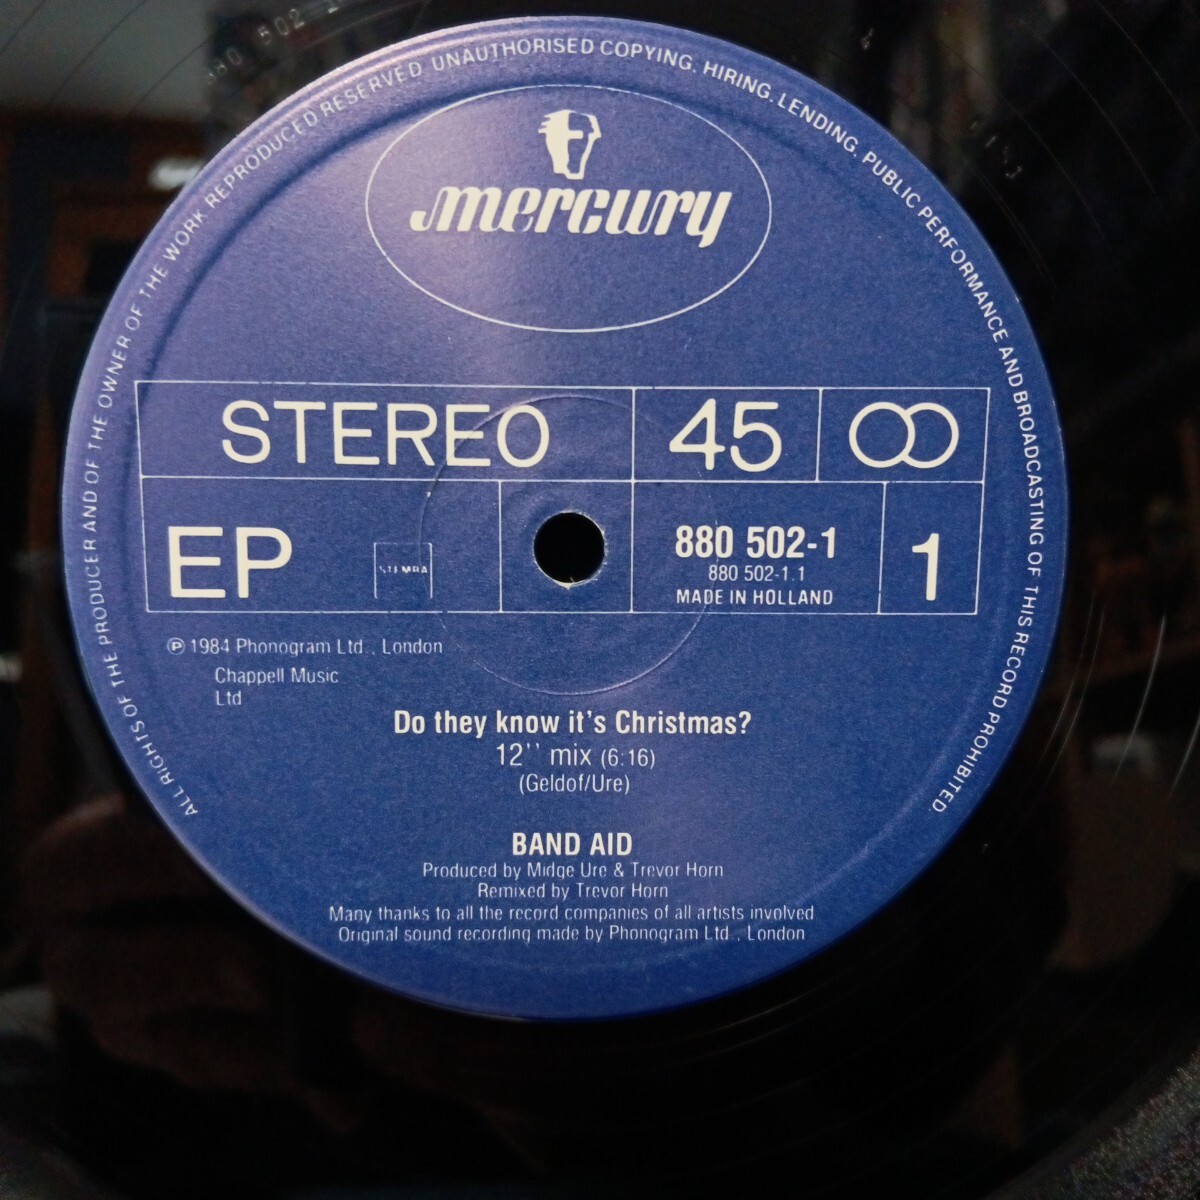 ALL RIGHTS OF THE PRODUCER AND OF THE OWNER OF THE WORK REPRODUCED RESERVED UNAUTHORISED COPYING, HIRING, LENDING, PUBLIC PERFORMANCE AND BROADCASTING OF THIS RECORD PROHIBITED.
mercury
STEREO 45
EP STEMRA 880 502-1 1
880 502-1.1
MADE IN HOLLAND
℗ 1984 Phonogram Ltd., London
Chappell Music
Ltd
Do they know it's Christmas?
12'' mix (6:16)
(Geldof/Ure)
BAND AID
Produced by Midge Ure & Trevor Horn
Remixed by Trevor Horn
Many thanks to all the record companies of all artists involved
Original sound recording made by Phonogram Ltd., London